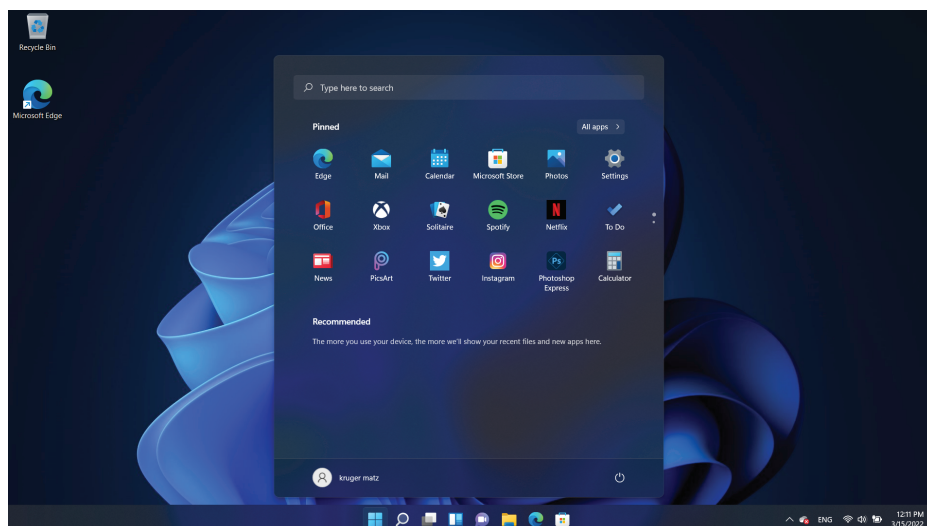 Recycle Bin
Microsoft Edge
Type here to search
Pinned
All apps
Edge
Mail
Calendar
Microsoft Store
Photos
Settings
Office
Xbox
Solitaire
Spotify
Netflix
To Do
News
PicsArt
Twitter
Instagram
Photoshop
Express
Calculator
Recommended
The more you use your device, the more we'll show your recent files and new apps here.
kruger matz
ENG
12:11 PM
3/15/2022